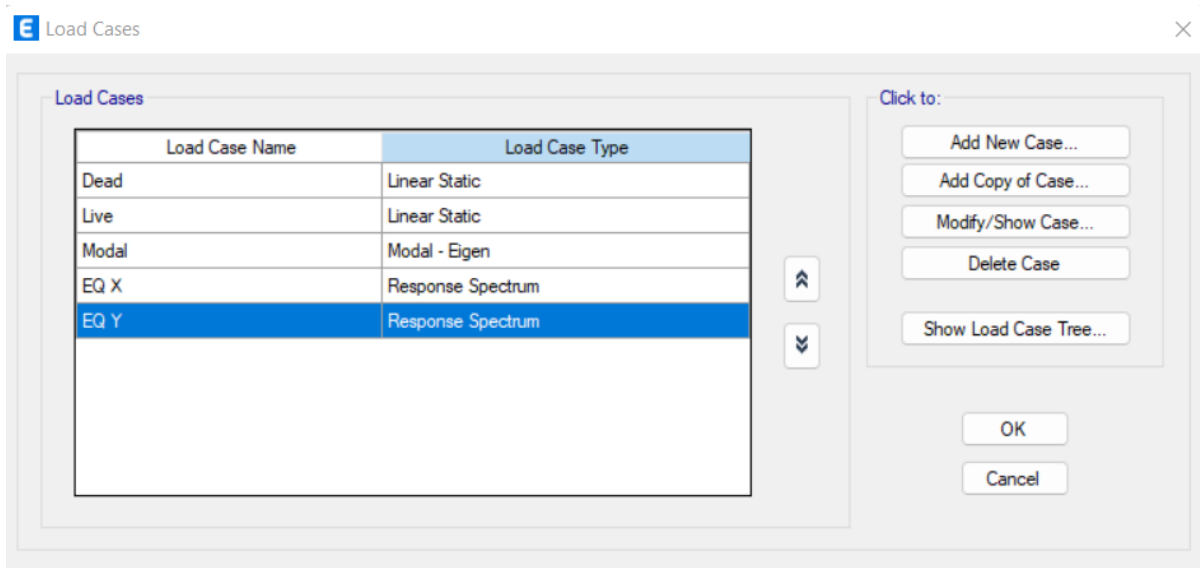 E Load Cases
Load Cases
Click to:
Load Case Name Load Case Type
Dead Linear Static
Live Linear Static
Modal Modal - Eigen
EQ X Response Spectrum
EQ Y Response Spectrum
Add New Case...
Add Copy of Case...
Modify/Show Case...
Delete Case
Show Load Case Tree...
OK
Cancel